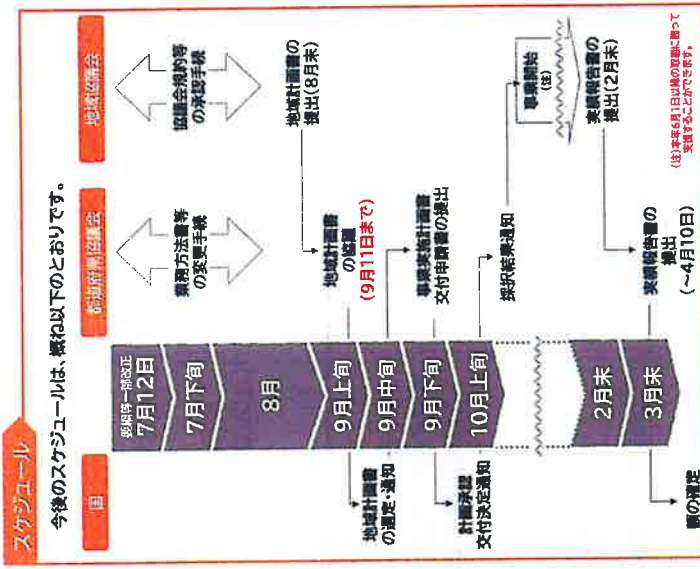 スケジュール
今後のスケジュールは、概ね以下のとおりです。
国
都道府県協議会
地域協議会
要綱等一部改正
7月12日
7月下旬
8月
9月上旬
9月中旬
9月下旬
10月上旬
2月末
3月末
業務方法書等
の変更手続
協議会規約等
の承認手続
地域計画書の
提出(8月末)
地域計画書
の協議
(9月11日まで)
地域計画書
の選定・通知
事業実施計画書
交付申請書の提出
計画承認
交付決定通知
採択結果通知
事業開始
(注)
実績報告書の
提出(2月末)
実績報告書の
提出
(~4月10日)
額の確定
(注)本年6月1日以降の取組に遡って
支援することができます。